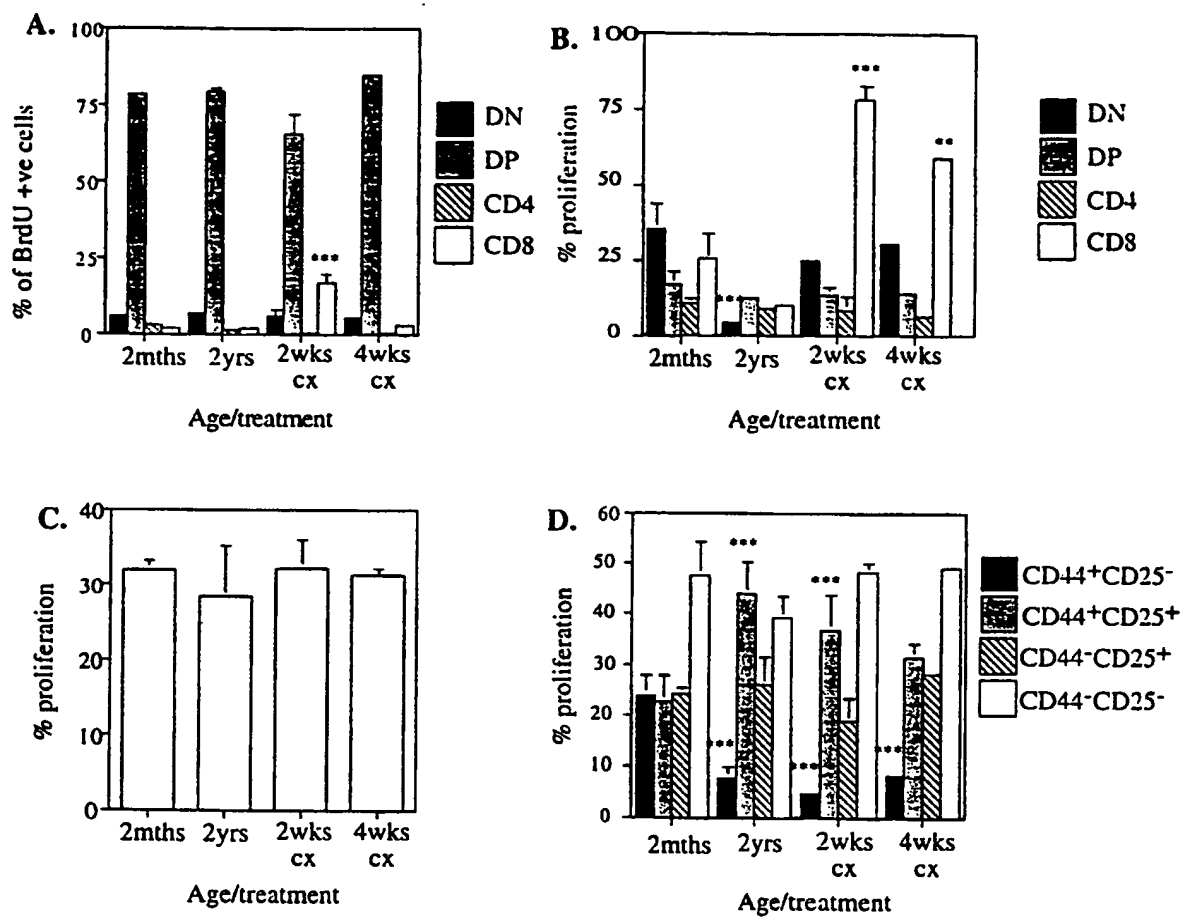 A.
100
75
50
25
0
% of BrdU +ve cells
***
2mths 2yrs 2wks 4wks
cx cx
Age/treatment
DN
DP
CD4
CD8
B.
100
75
50
25
0
% proliferation
***
***
**
2mths 2yrs 2wks 4wks
cx cx
Age/treatment
DN
DP
CD4
CD8
C.
40
30
20
10
0
% proliferation
2mths 2yrs 2wks 4wks
cx cx
Age/treatment
D.
60
50
40
30
20
10
0
% proliferation
***
***
***
***
***
2mths 2yrs 2wks 4wks
cx cx
Age/treatment
CD44+CD25-
CD44+CD25+
CD44-CD25+
CD44-CD25-